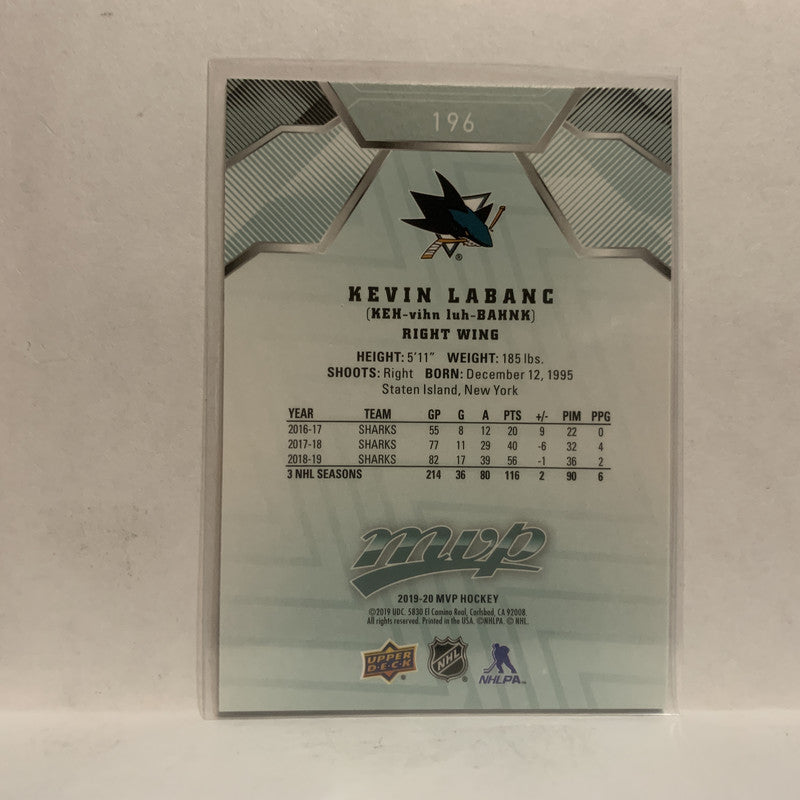 196
®
KEVIN LABANC
(KEH-vihn luh-BAHNK)
RIGHT WING
HEIGHT: 5'11" WEIGHT: 185 lbs.
SHOOTS: Right BORN: December 12, 1995
Staten Island, New York
YEAR TEAM GP G A PTS +/- PIM PPG
2016-17 SHARKS 55 8 12 20 9 22 0
2017-18 SHARKS 77 11 29 40 -6 32 4
2018-19 SHARKS 82 17 39 56 -1 36 2
3 NHL SEASONS 214 36 80 116 2 90 6
mvp
2019-20 MVP HOCKEY
©2019 UDC. 5830 El Camino Real, Carlsbad, CA 92008.
All rights reserved. Printed in the USA. ©NHLPA. © NHL.
UPPER DECK ® NHL ® NHLPA™